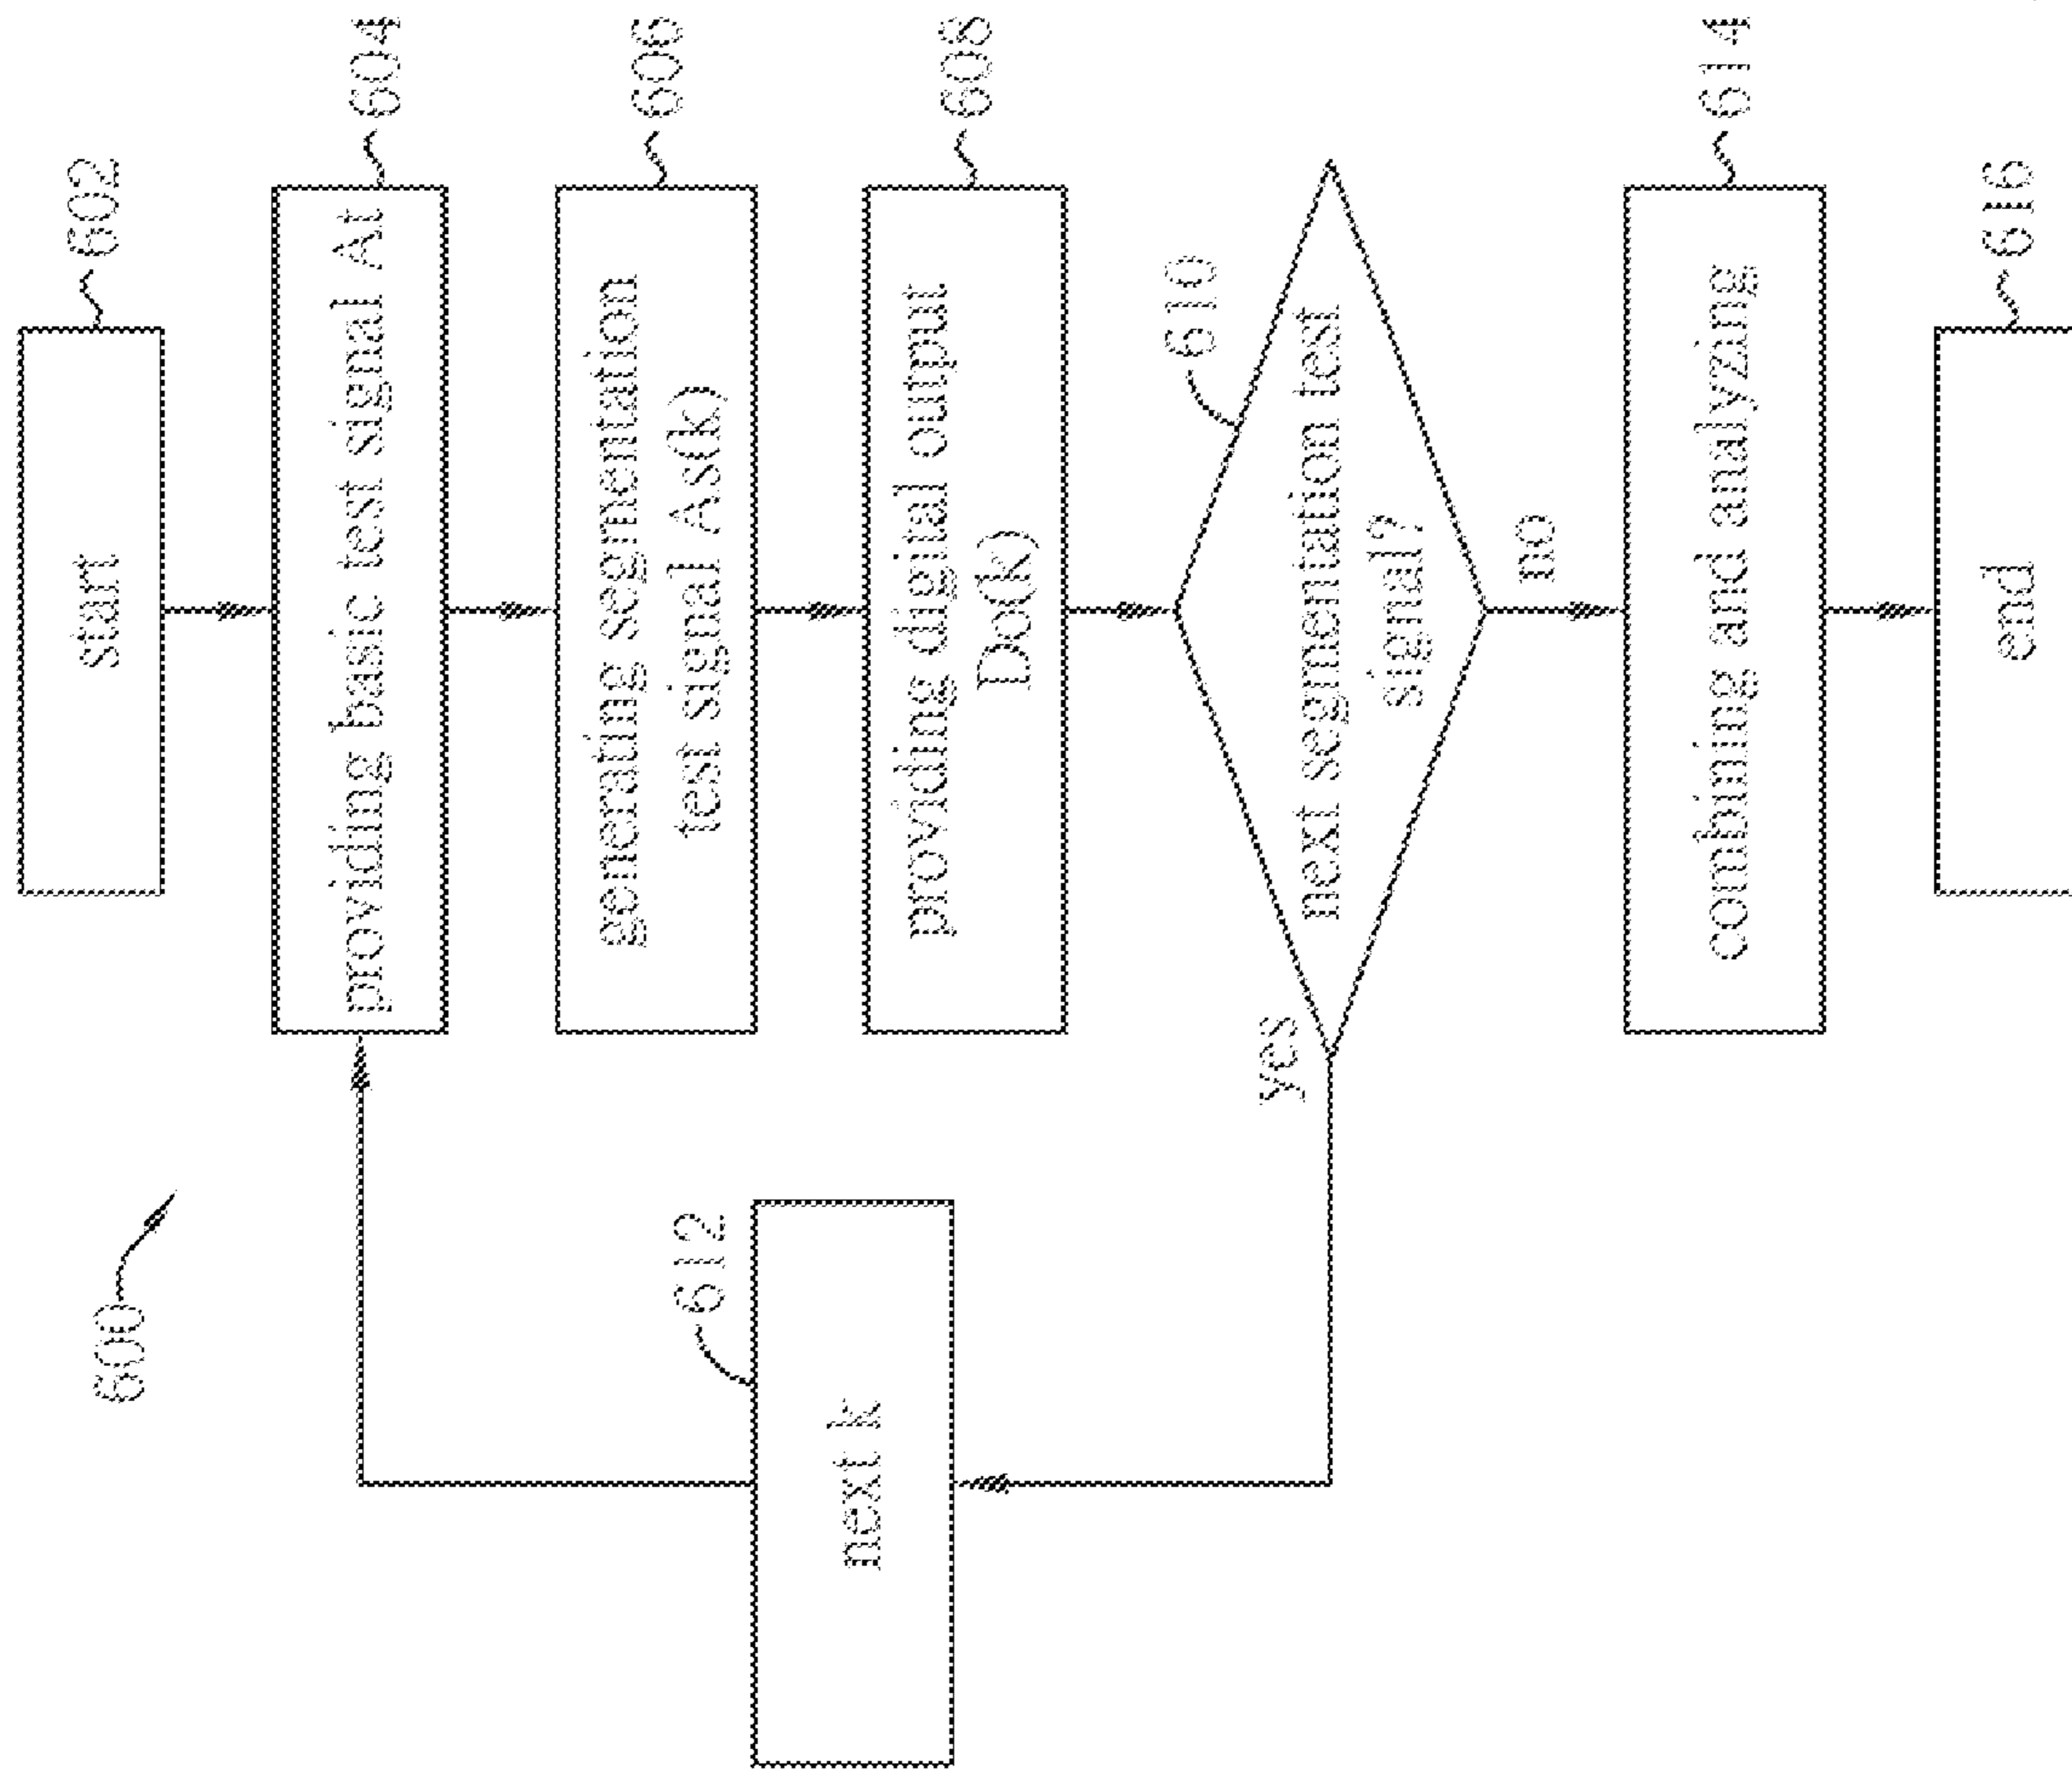 600
start
602
providing basic test signal At
604
generating segmentation
test signal As(k)
606
providing digital output
Do(k)
608
610
next segmentation test
signal?
yes
no
612
next k
combining and analyzing
614
end
616